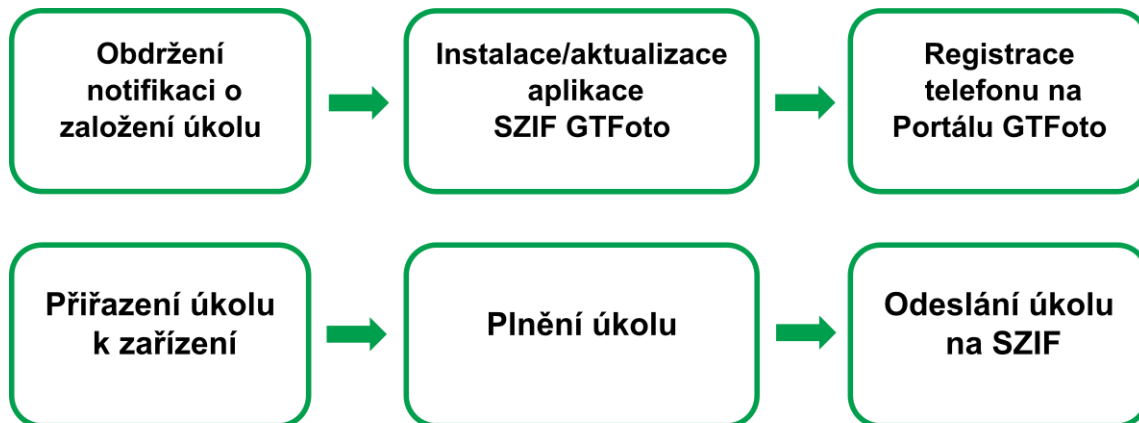 Obdržení
notifikaci o
založení úkolu
Instalace/aktualizace
aplikace
SZIF GTFoto
Registrace
telefonu na
Portálu GTFoto
Přiřazení úkolu
k zařízení
Plnění úkolu
Odeslání úkolu
na SZIF